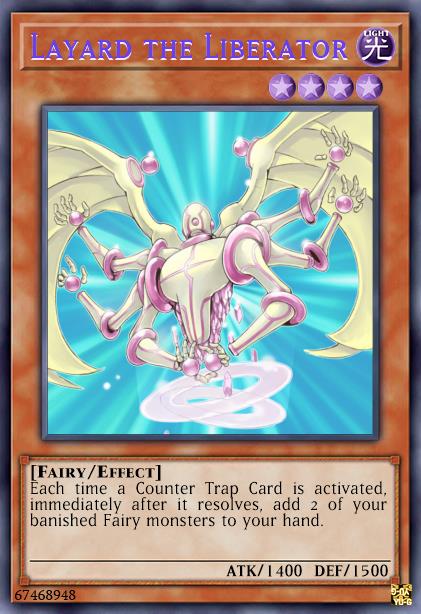 LAYARD THE LIBERATOR
LIGHT
光
[FAIRY/EFFECT]
Each time a Counter Trap Card is activated,
immediately after it resolves, add 2 of your
banished Fairy monsters to your hand.
ATK/1400 DEF/1500
67468948